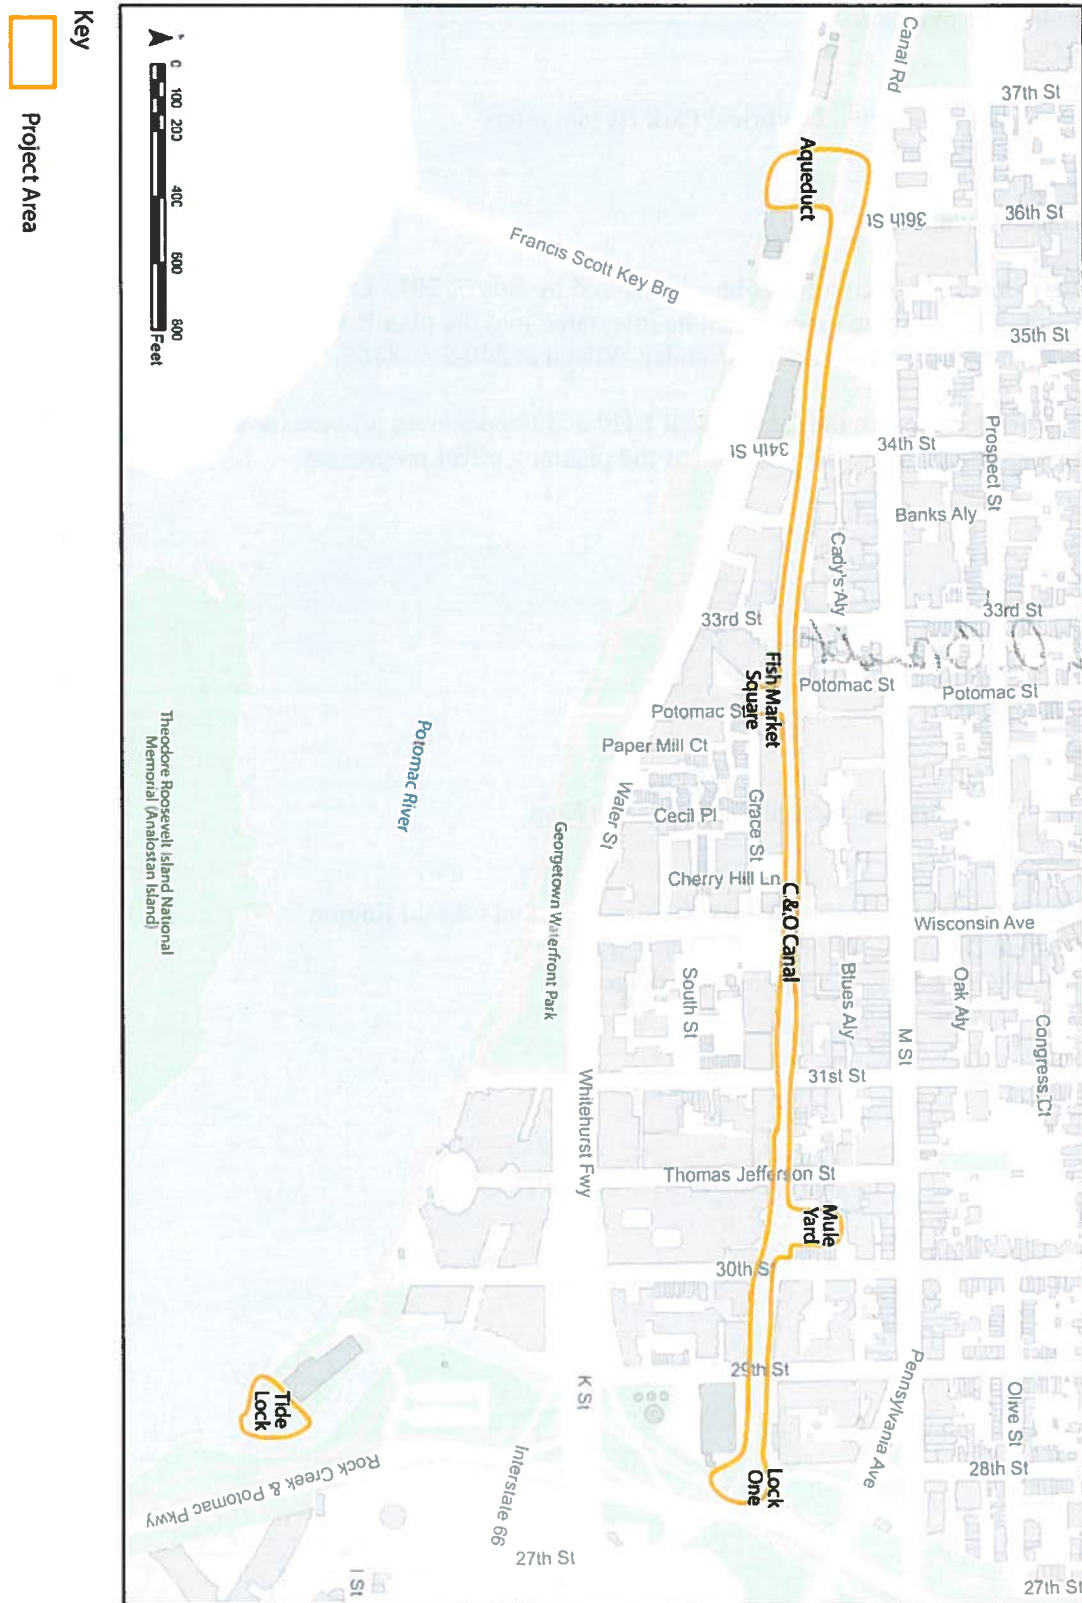 Key
Project Area
0
100
200
400
600
800
Feet
Canal Rd
37th St
36th St
36th St
Aqueduct
Francis Scott Key Brg
35th St
34th St
34th St
Prospect St
Banks Aly
Cady's Aly
33rd St
33rd St
Fish Market
Square
Potomac St
Potomac St
Potomac St
Paper Mill Ct
Water St
Cecil Pl
Grace St
Cherry Hill Ln
C & O Canal
Wisconsin Ave
Potomac River
Georgetown Waterfront Park
Theodore Roosevelt Island National
Memorial (Analostan Island)
South St
Blues Aly
Oak Aly
Congress Ct
M St
31st St
Whitehurst Fwy
Thomas Jefferson St
Mule
Yard
30th St
29th St
Pennsylvania Ave
Olive St
28th St
K St
Lock
One
Tide
Lock
Rock Creek & Potomac Pkwy
Interstate 66
27th St
27th St
I St